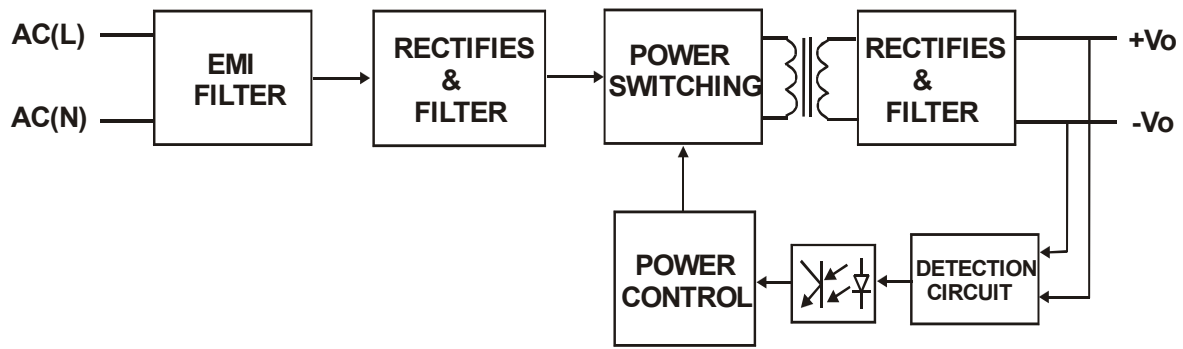 AC(L)
AC(N)
EMI
FILTER
RECTIFIES
&
FILTER
POWER
SWITCHING
RECTIFIES
&
FILTER
+Vo
-Vo
POWER
CONTROL
DETECTION
CIRCUIT